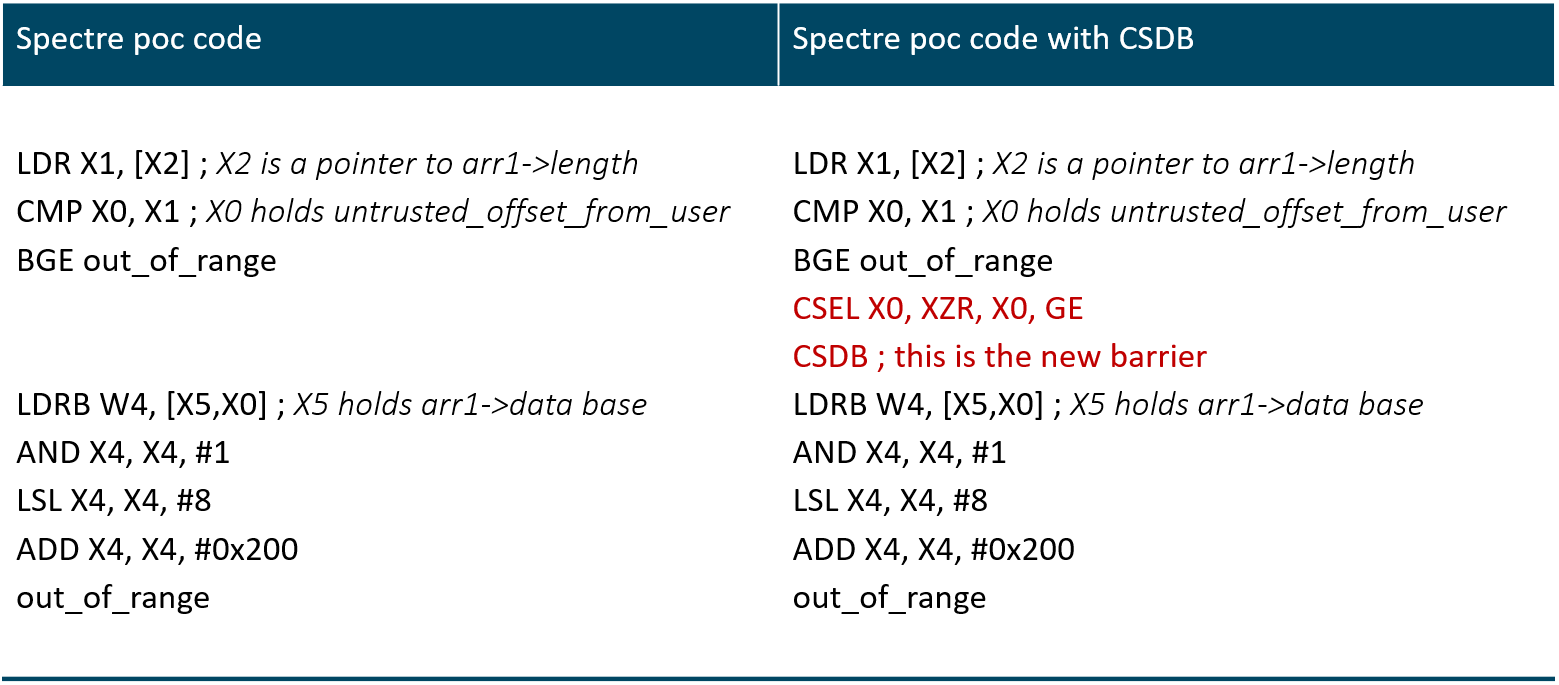 Spectre poc code
LDR X1, [X2] ; X2 is a pointer to arr1->length
CMP X0, X1 ; X0 holds untrusted_offset_from_user
BGE out_of_range
LDRB W4, [X5,X0] ; X5 holds arr1->data base
AND X4, X4, #1
LSL X4, X4, #8
ADD X4, X4, #0x200
out_of_range
Spectre poc code with CSDB
LDR X1, [X2] ; X2 is a pointer to arr1->length
CMP X0, X1 ; X0 holds untrusted_offset_from_user
BGE out_of_range
CSEL X0, XZR, X0, GE
CSDB ; this is the new barrier
LDRB W4, [X5,X0] ; X5 holds arr1->data base
AND X4, X4, #1
LSL X4, X4, #8
ADD X4, X4, #0x200
out_of_range